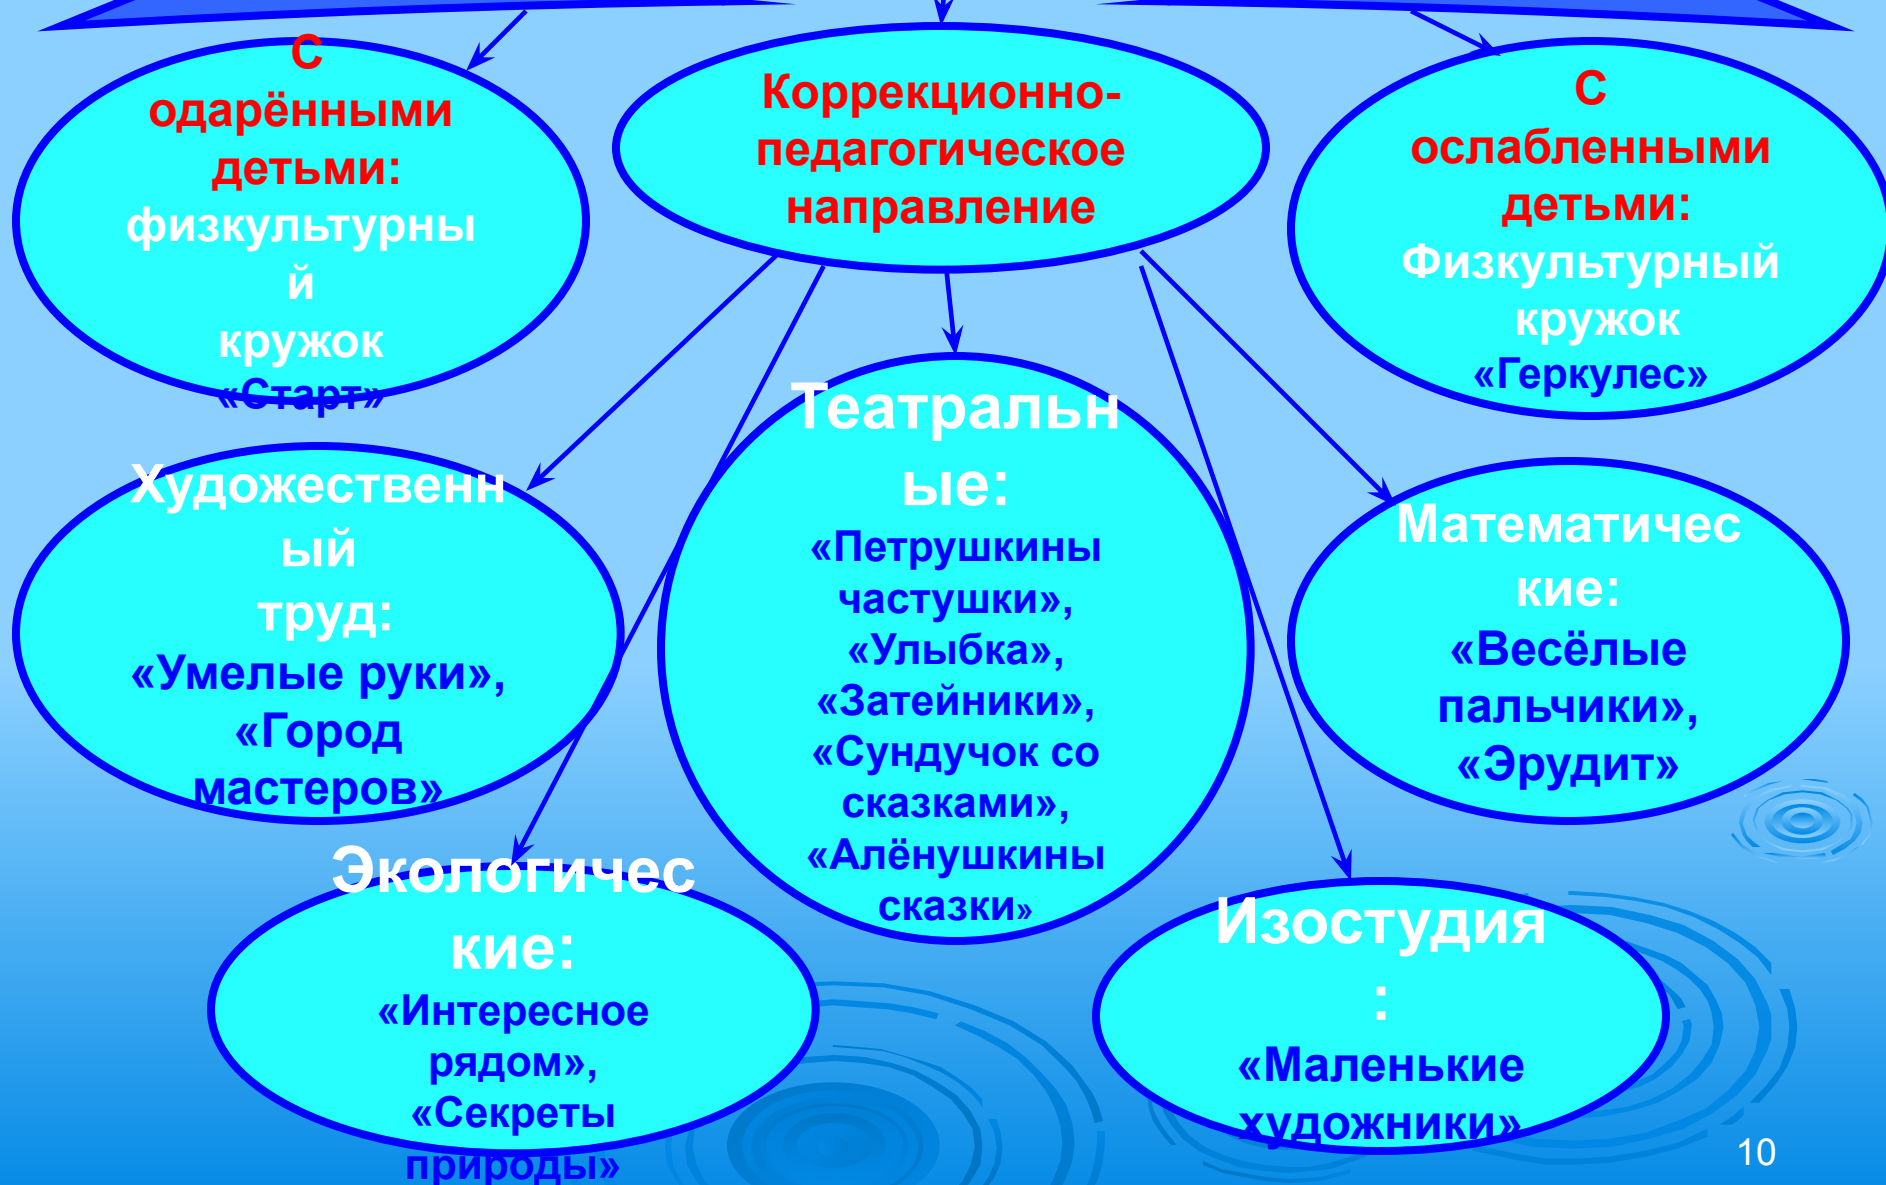 С
одарёнными
детьми:
физкультурны
й
кружок
«Старт»
Коррекционно-
педагогическое
направление
С
ослабленными
детьми:
Физкультурный
кружок
«Геркулес»
Художественн
ый
труд:
«Умелые руки»,
«Город
мастеров»
Театральн
ые:
«Петрушкины
частушки»,
«Улыбка»,
«Затейники»,
«Сундучок со
сказками»,
«Алёнушкины
сказки»
Математичес
кие:
«Весёлые
пальчики»,
«Эрудит»
Экологичес
кие:
«Интересное
рядом»,
«Секреты
природы»
Изостудия
:
«Маленькие
художники»
10